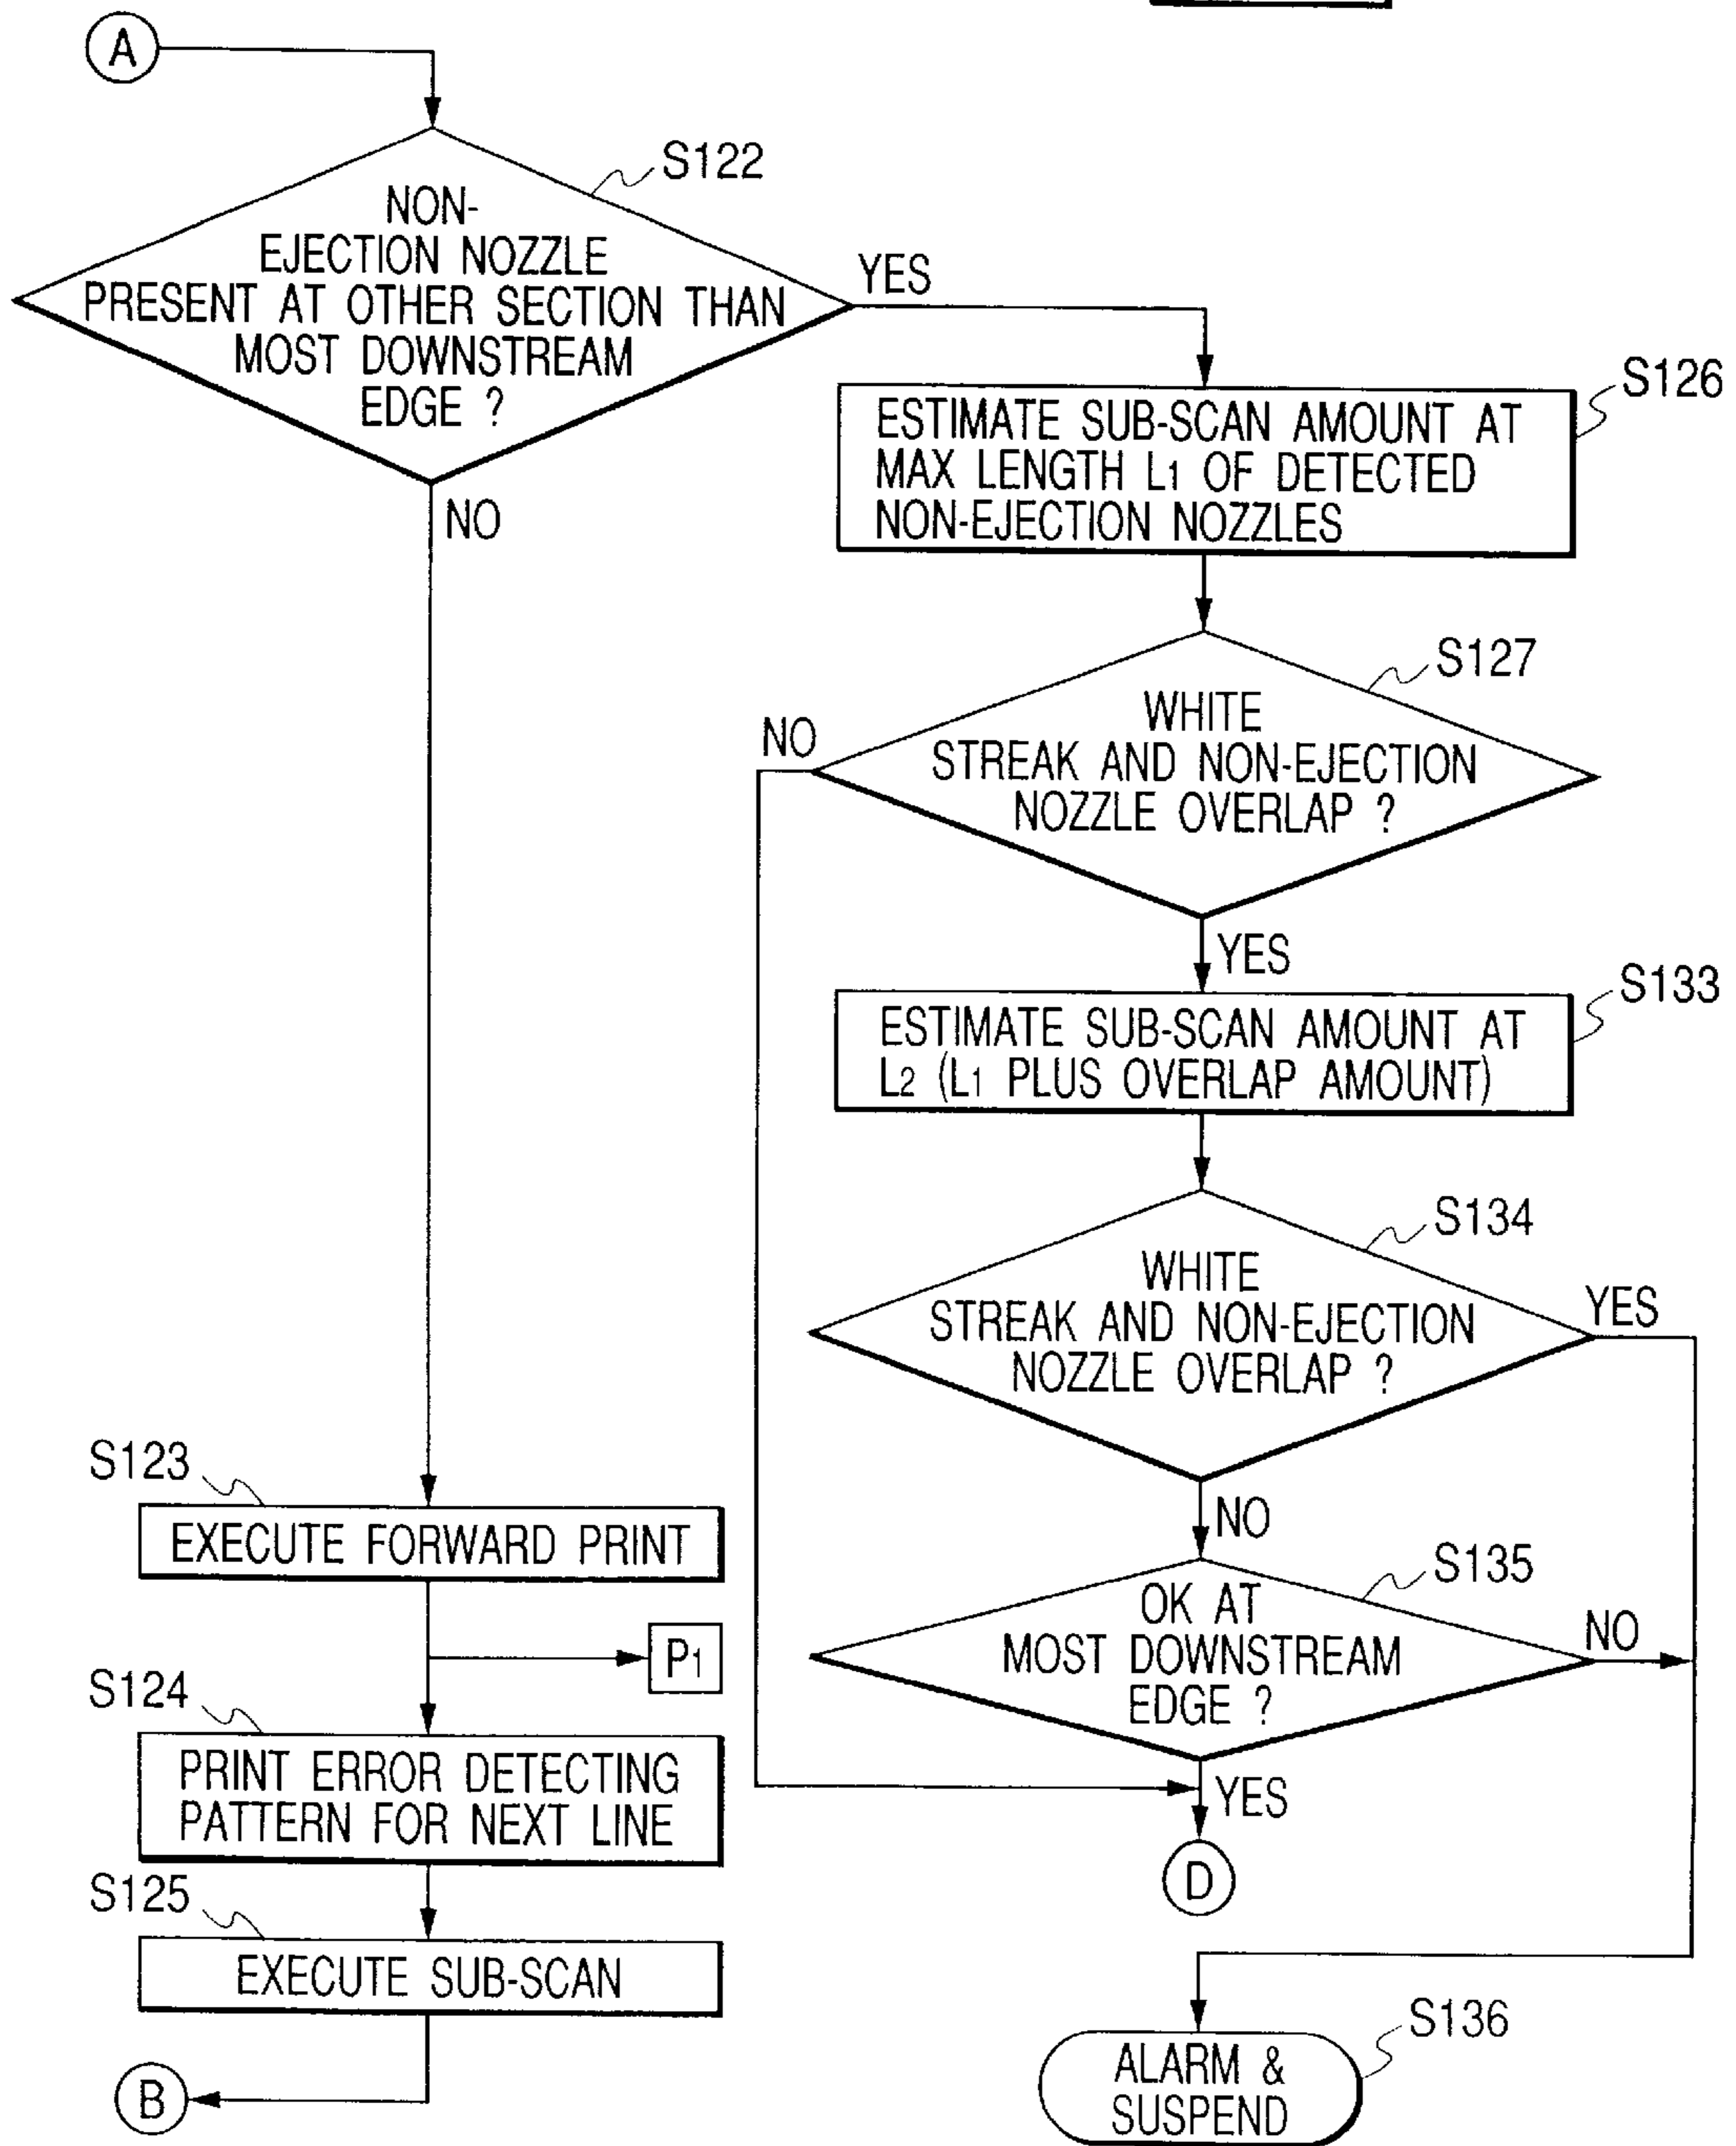 A
S122
NON-
EJECTION NOZZLE
PRESENT AT OTHER SECTION THAN
MOST DOWNSTREAM
EDGE ?
YES
NO
S126
ESTIMATE SUB-SCAN AMOUNT AT
MAX LENGTH L1 OF DETECTED
NON-EJECTION NOZZLES
S127
WHITE
STREAK AND NON-EJECTION
NOZZLE OVERLAP ?
NO
YES
S133
ESTIMATE SUB-SCAN AMOUNT AT
L2 (L1 PLUS OVERLAP AMOUNT)
S134
WHITE
STREAK AND NON-EJECTION
NOZZLE OVERLAP ?
YES
NO
S135
OK AT
MOST DOWNSTREAM
EDGE ?
NO
YES
D
S136
ALARM &
SUSPEND
S123
EXECUTE FORWARD PRINT
P1
S124
PRINT ERROR DETECTING
PATTERN FOR NEXT LINE
S125
EXECUTE SUB-SCAN
B